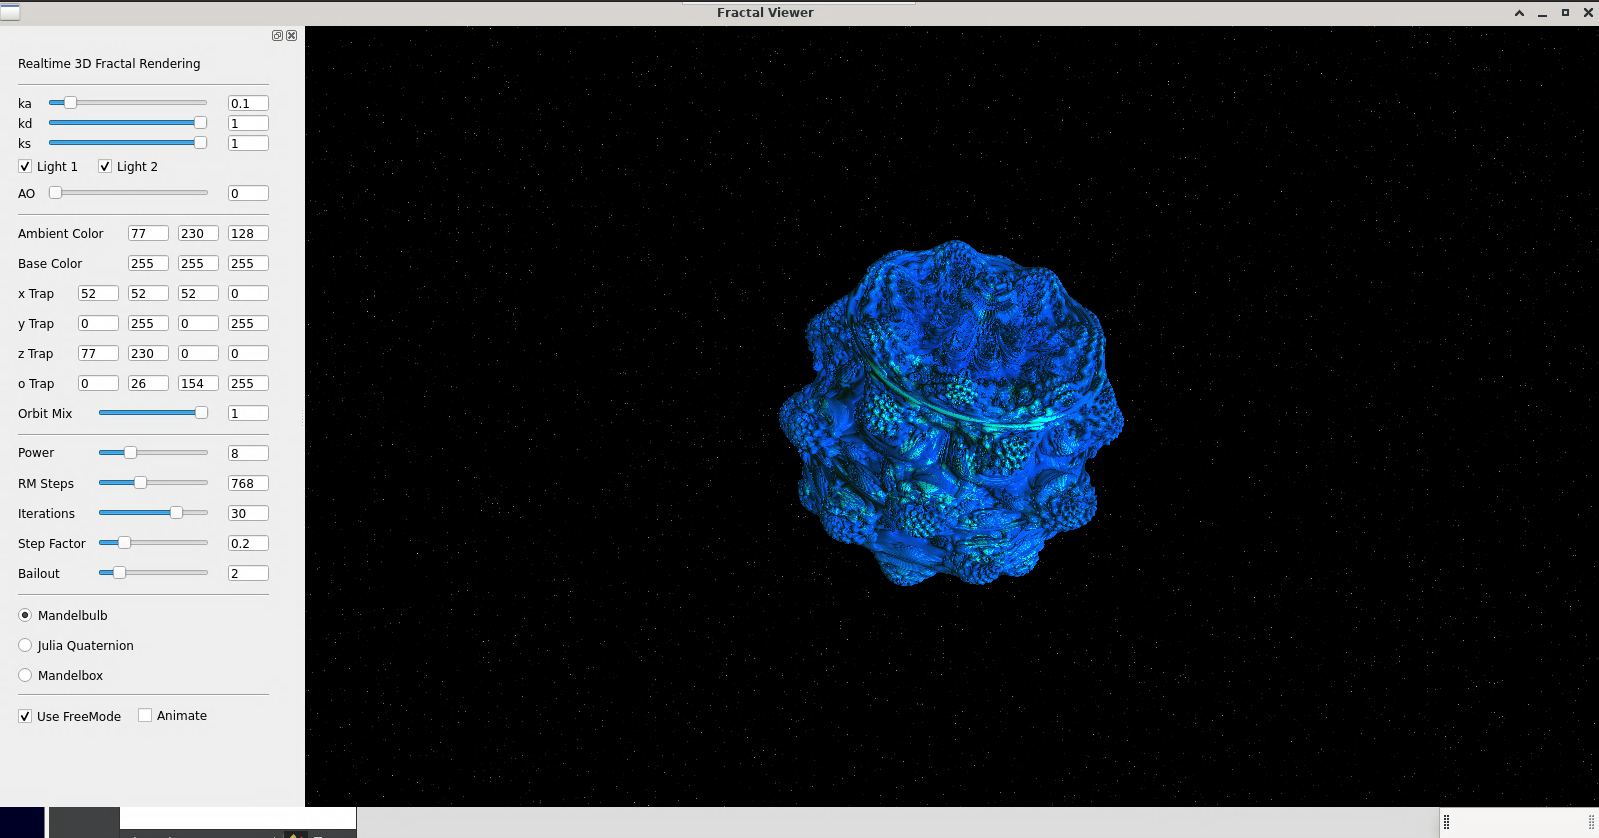 Fractal Viewer
Realtime 3D Fractal Rendering
ka 0.1
kd 1
ks 1
Light 1 Light 2
AO 0
Ambient Color 77 230 128
Base Color 255 255 255
x Trap 52 52 52 0
y Trap 0 255 0 255
z Trap 77 230 0 0
o Trap 0 26 154 255
Orbit Mix 1
Power 8
RM Steps 768
Iterations 30
Step Factor 0.2
Bailout 2
Mandelbulb
Julia Quaternion
Mandelbox
Use FreeMode Animate